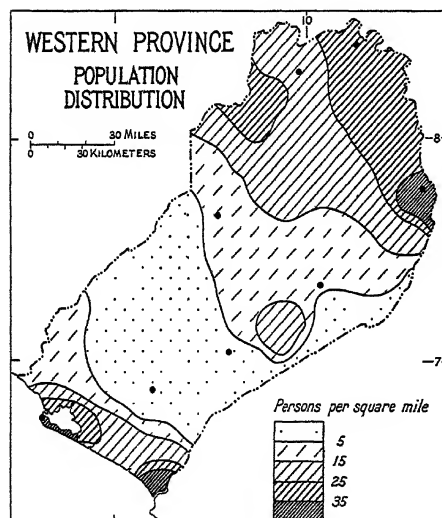 10
WESTERN PROVINCE
POPULATION
DISTRIBUTION
0 30 MILES
0 30 KILOMETERS
-8-
-7-
Persons per square mile
5
15
25
35